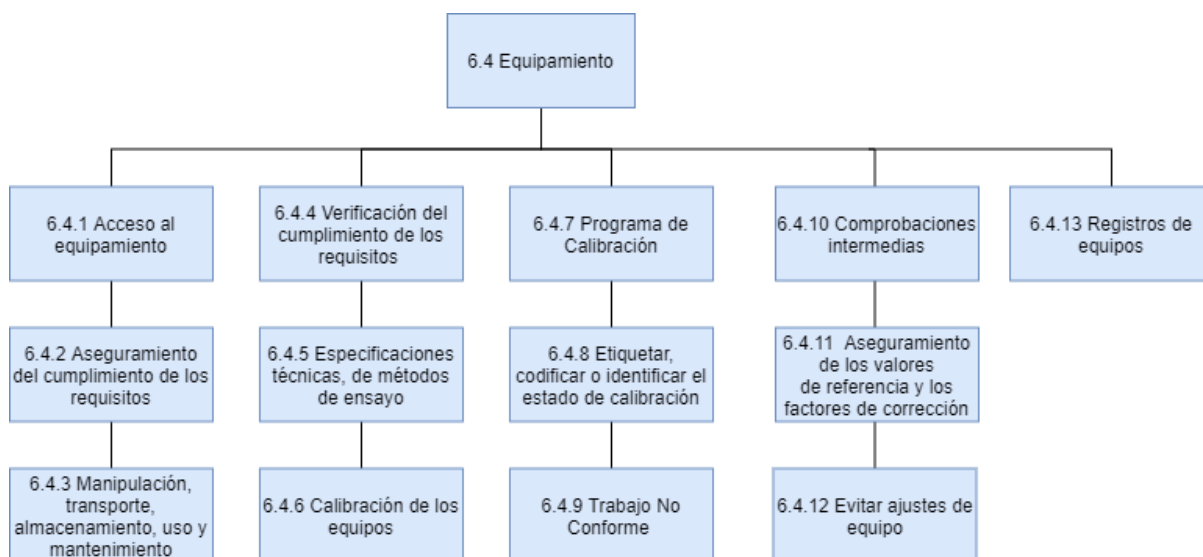 6.4 Equipamiento
6.4.1 Acceso al
equipamiento
6.4.4 Verificación del
cumplimiento de los
requisitos
6.4.7 Programa de
Calibración
6.4.10 Comprobaciones
intermedias
6.4.13 Registros de
equipos
6.4.2 Aseguramiento
del cumplimiento de los
requisitos
6.4.5 Especificaciones
técnicas, de métodos
de ensayo
6.4.8 Etiquetar,
codificar o identificar el
estado de calibración
6.4.11 Aseguramiento
de los valores
de referencia y los
factores de corrección
6.4.3 Manipulación,
transporte,
almacenamiento, uso y
mantenimiento
6.4.6 Calibración de los
equipos
6.4.9 Trabajo No
Conforme
6.4.12 Evitar ajustes de
equipo